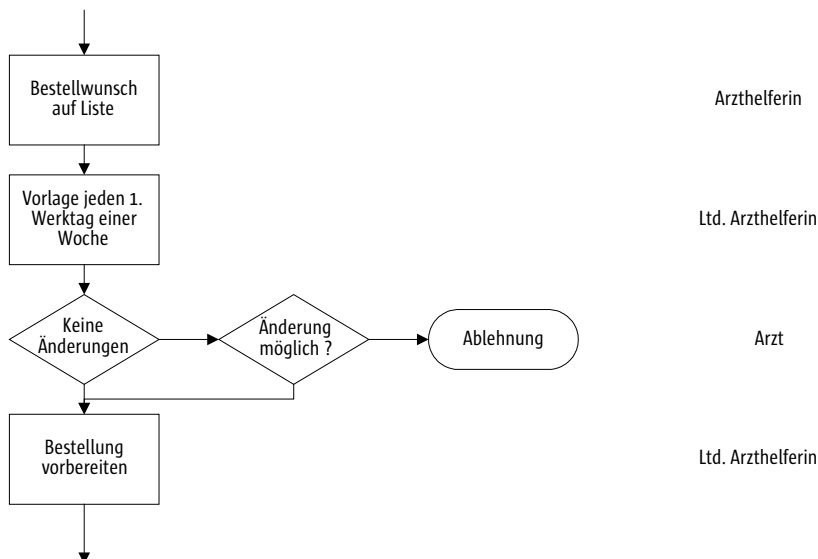 Bestellwunsch
auf Liste
Arzthelferin
Vorlage jeden 1.
Werktag einer
Woche
Ltd. Arzthelferin
Keine
Änderungen
Änderung
möglich ?
Ablehnung
Arzt
Bestellung
vorbereiten
Ltd. Arzthelferin